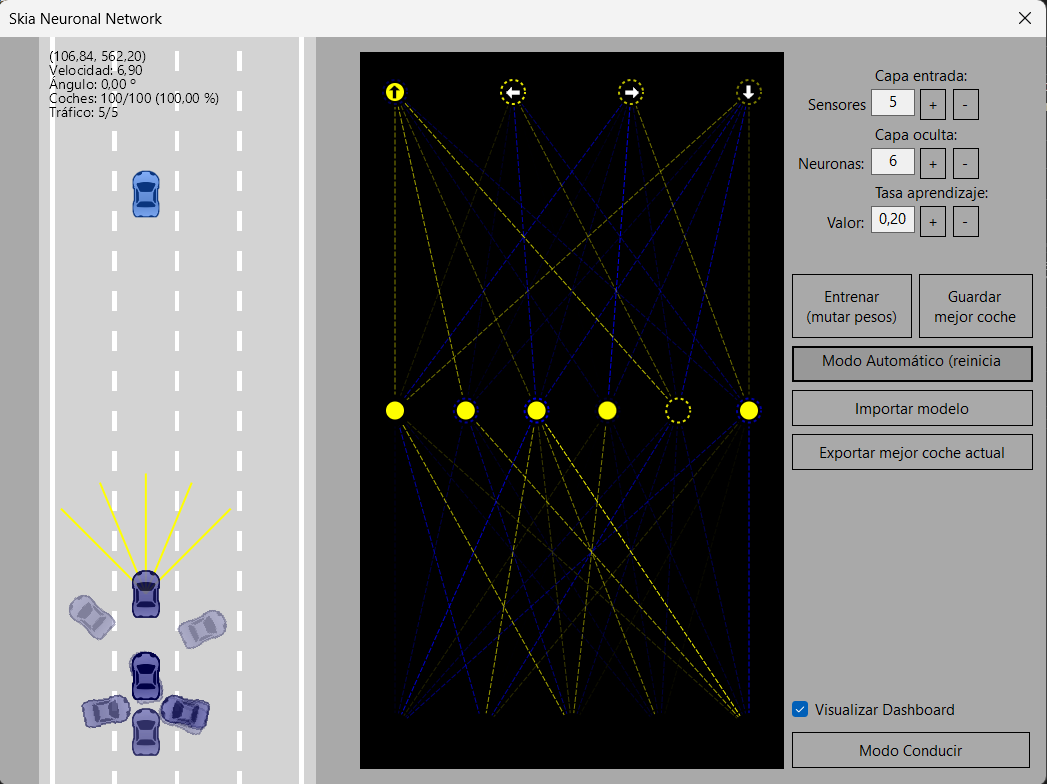 Skia Neuronal Network
(106,84, 562,20)
Velocidad: 6,90
Ángulo: 0,00 º
Coches: 100/100 (100,00 %)
Tráfico: 5/5
Capa entrada:
Sensores 5 + -
Capa oculta:
Neuronas: 6 + -
Tasa aprendizaje:
Valor: 0,20 + -
Entrenar
(mutar pesos)
Guardar
mejor coche
Modo Automático (reinicia
Importar modelo
Exportar mejor coche actual
Visualizar Dashboard
Modo Conducir